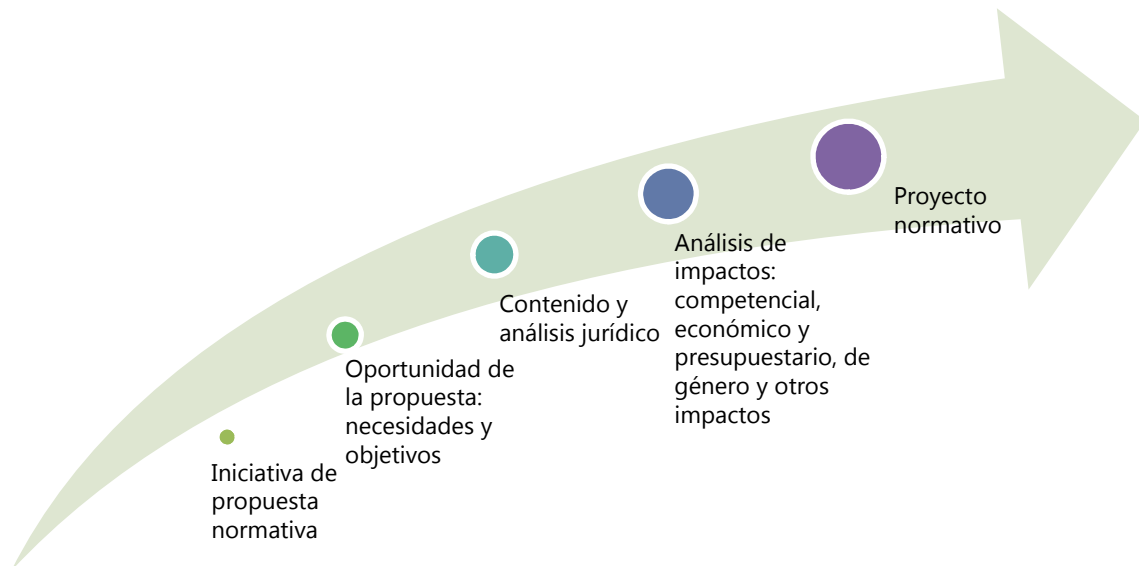 Iniciativa de
propuesta
normativa
Oportunidad de
la propuesta:
necesidades y
objetivos
Contenido y
análisis jurídico
Análisis de
impactos:
competencial,
económico y
presupuestario, de
género y otros
impactos
Proyecto
normativo